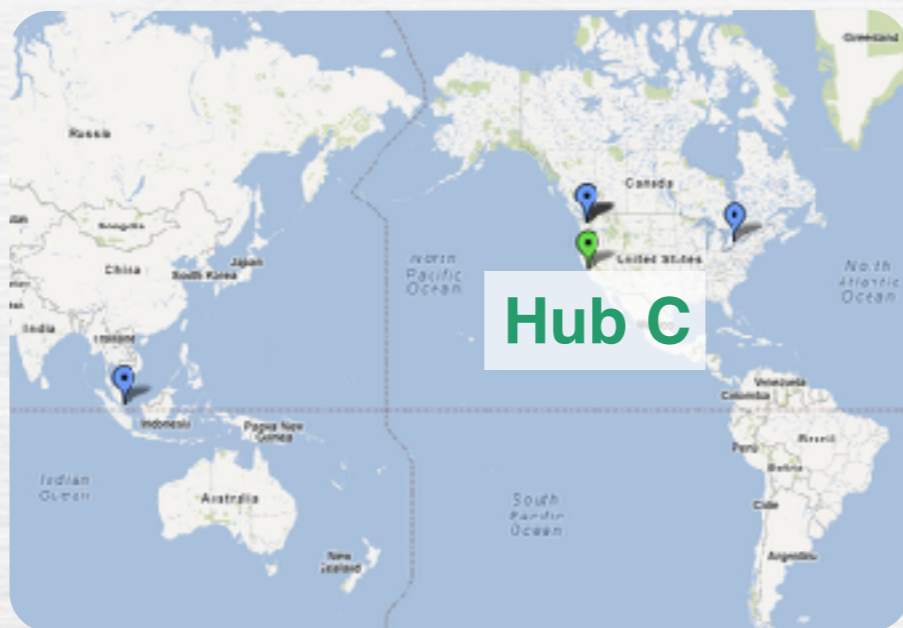 Greenland
Russia
Canada
Mongolia
China
Japan
South Korea
United States
North
Pacific
Ocean
North
Atlantic
Ocean
India
Thailand
Hub C
Venezuela
Colombia
Indonesia
Papua New
Guinea
Brazil
Peru
Bolivia
Indian
Ocean
Australia
South
Pacific
Ocean
Chile
New
Zealand
Argentina